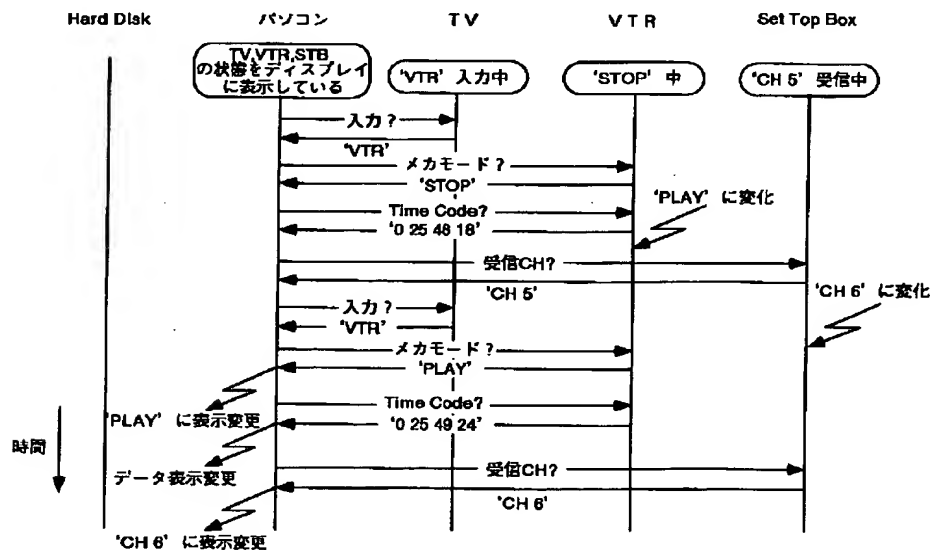 Hard Disk
パソコン
TV
VTR
Set Top Box
TV,VTR,STB
の状態をディスプレイ
に表示している
'VTR' 入力中
'STOP' 中
'CH 5' 受信中
入力？
'VTR'
メカモード？
'STOP'
Time Code?
'0 25 48 18'
'PLAY' に変化
受信CH?
'CH 5'
'CH 6' に変化
入力？
'VTR'
メカモード？
'PLAY'
'PLAY' に表示変更
Time Code?
'0 25 49 24'
時間
データ表示変更
受信CH?
'CH 6'
'CH 6' に表示変更